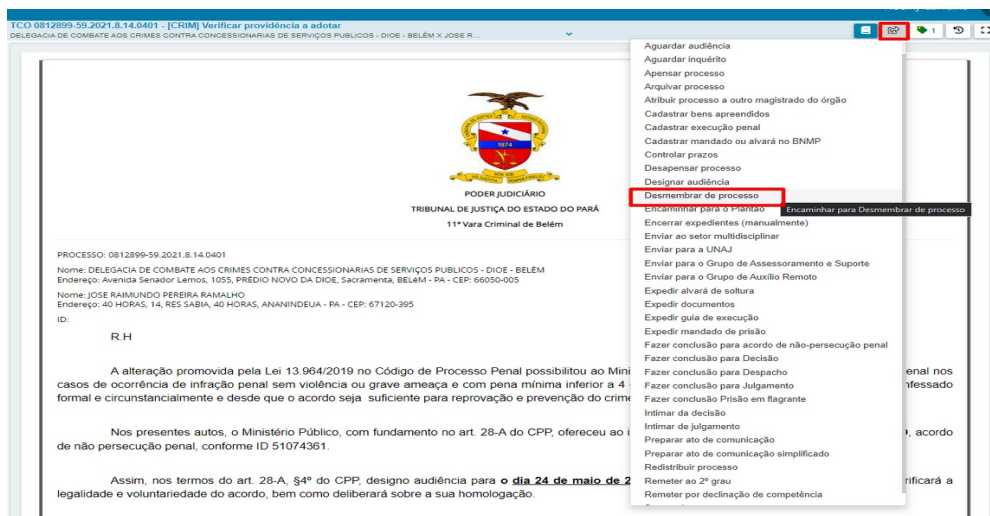 TCO 0812899-59.2021.8.14.0401 - [CRIM] Verificar providência a adotar
DELEGACIA DE COMBATE AOS CRIMES CONTRA CONCESSIONARIAS DE SERVIÇOS PUBLICOS - DIOE - BELÉM X JOSE R...
1
Aguardar audiência
Aguardar inquérito
Apensar processo
Arquivar processo
Atribuir processo a outro magistrado do órgão
Cadastrar bens apreendidos
Cadastrar execução penal
Cadastrar mandado ou alvará no BNMP
Controlar prazos
Desapensar processo
Designar audiência
Desmembrar de processo
Encaminhar para o Plantão
Encaminhar para Desmembrar de processo
Encerrar expedientes (manualmente)
Enviar ao setor multidisciplinar
Enviar para a UNAJ
Enviar para o Grupo de Assessoramento e Suporte
Enviar para o Grupo de Auxílio Remoto
Expedir alvará de soltura
Expedir documentos
Expedir guia de execução
Expedir mandado de prisão
Fazer conclusão para acordo de não-persecução penal
Fazer conclusão para Decisão
Fazer conclusão para Despacho
Fazer conclusão para Julgamento
Fazer conclusão Prisão em flagrante
Intimar da decisão
Intimar de julgamento
Preparar ato de comunicação
Preparar ato de comunicação simplificado
Redistribuir processo
Remeter ao 2º grau
Remeter por declinação de competência
1874
PODER JUDICIÁRIO
TRIBUNAL DE JUSTIÇA DO ESTADO DO PARÁ
11ª Vara Criminal de Belém
PROCESSO: 0812899-59.2021.8.14.0401
Nome: DELEGACIA DE COMBATE AOS CRIMES CONTRA CONCESSIONARIAS DE SERVIÇOS PUBLICOS - DIOE - BELÉM
Endereço: Avenida Senador Lemos, 1055, PRÉDIO NOVO DA DIOE, Sacramenta, BELéM - PA - CEP: 66050-005
Nome: JOSE RAIMUNDO PEREIRA RAMALHO
Endereço: 40 HORAS, 14, RES SABIA, 40 HORAS, ANANINDEUA - PA - CEP: 67120-395
ID:
R.H
A alteração promovida pela Lei 13.964/2019 no Código de Processo Penal possibilitou ao Mini enal nos
casos de ocorrência de infração penal sem violência ou grave ameaça e com pena mínima inferior a 4 nfessado
formal e circunstancialmente e desde que o acordo seja suficiente para reprovação e prevenção do crime
Nos presentes autos, o Ministério Público, com fundamento no art. 28-A do CPP, ofereceu ao i , acordo
de não persecução penal, conforme ID 51074361.
Assim, nos termos do art. 28-A, §4º do CPP, designo audiência para o dia 24 de maio de 2 rificará a
legalidade e voluntariedade do acordo, bem como deliberará sobre a sua homologação.